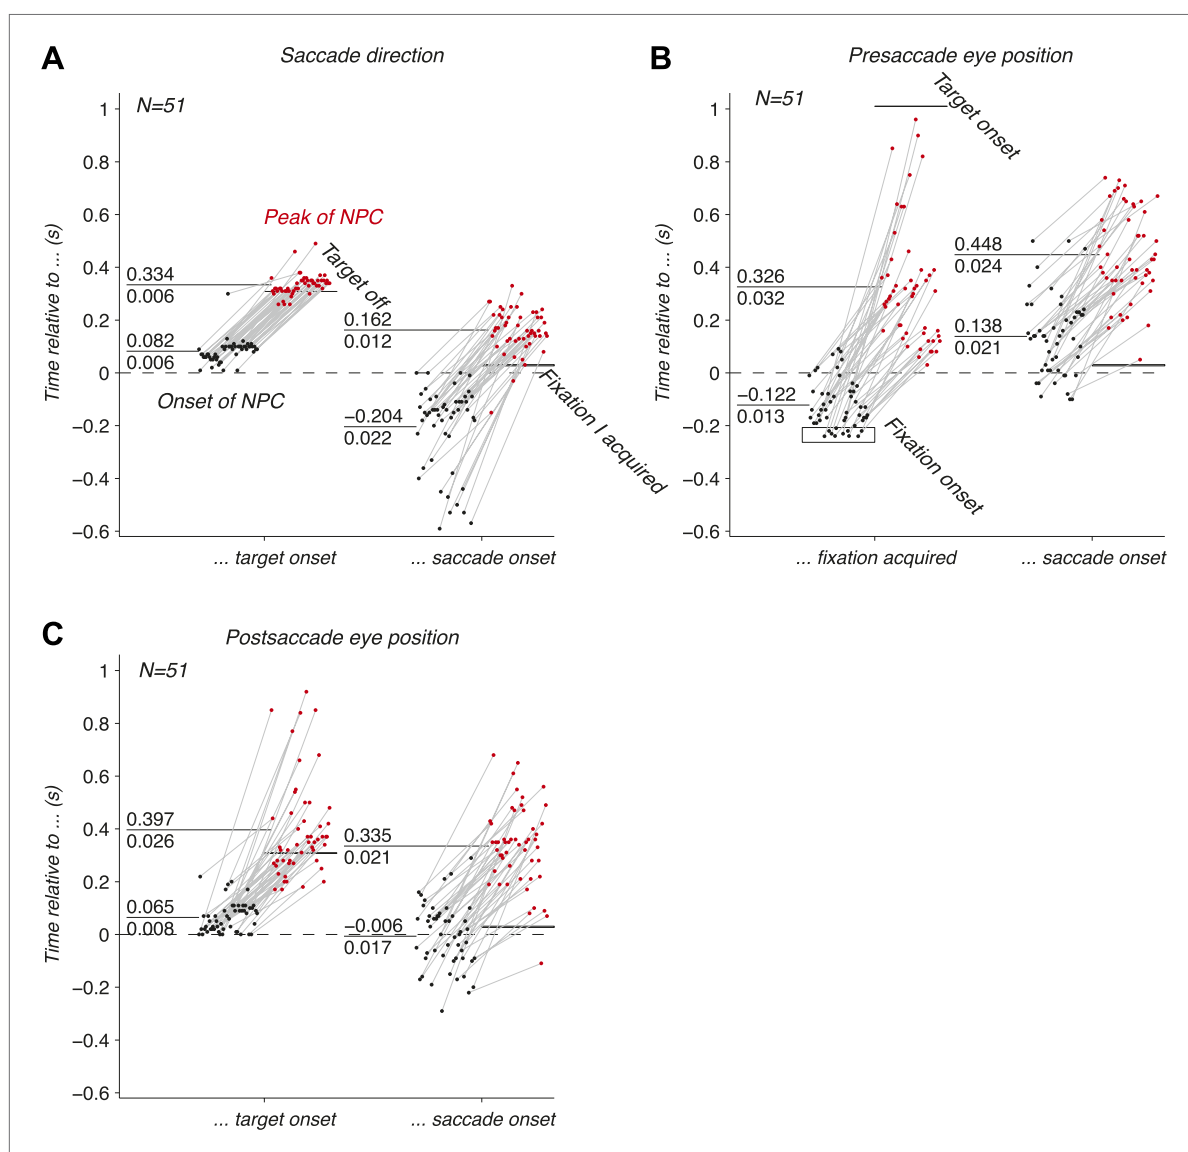 A
Saccade direction
N=51
1
0.8
0.6
0.4
0.2
0
−0.2
−0.4
−0.6
Time relative to ... (s)
Peak of NPC
Target off
0.334
0.006
0.082
0.006
Onset of NPC
0.162
0.012
−0.204
0.022
Fixation I acquired
... target onset
... saccade onset
B
Presaccade eye position
N=51
Target onset
1
0.8
0.6
0.4
0.2
0
−0.2
−0.4
−0.6
Time relative to ... (s)
0.326
0.032
−0.122
0.013
0.448
0.024
0.138
0.021
Fixation onset
... fixation acquired
... saccade onset
C
Postsaccade eye position
N=51
1
0.8
0.6
0.4
0.2
0
−0.2
−0.4
−0.6
Time relative to ... (s)
0.397
0.026
0.065
0.008
0.335
0.021
−0.006
0.017
... target onset
... saccade onset